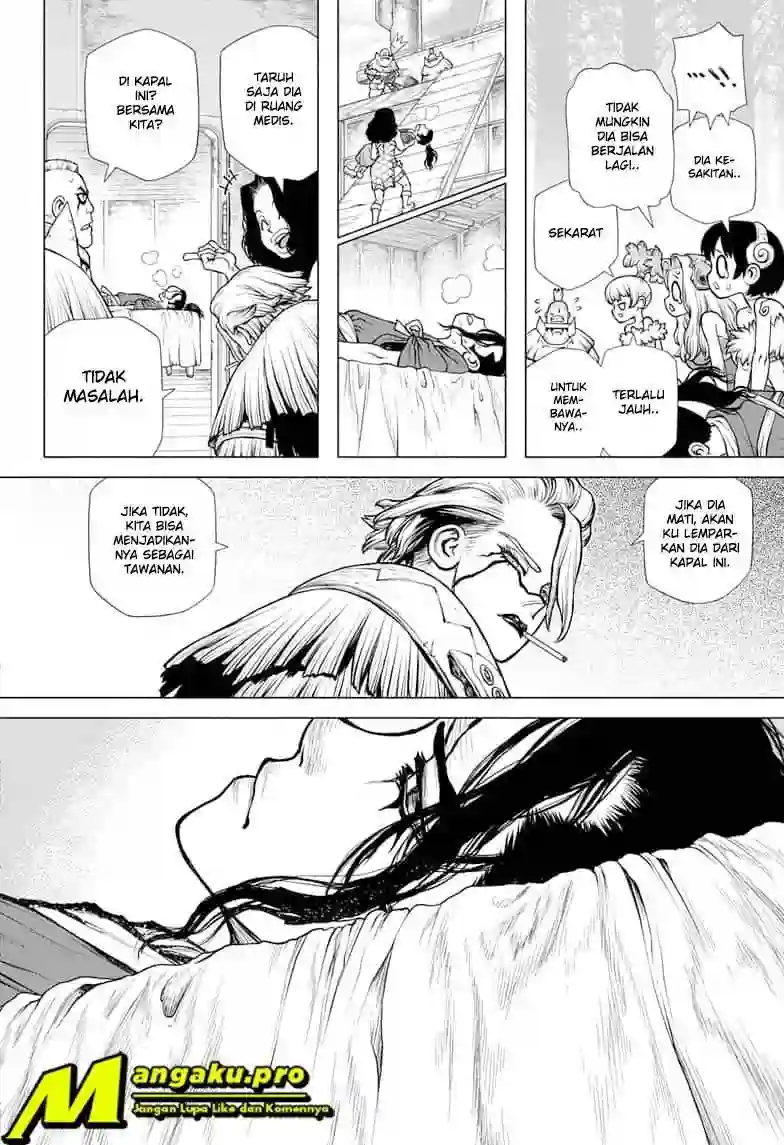 ...!!
DIA KE-
SAKITAN..
TIDAK
MUNGKIN
DIA BISA
BERJALAN
LAGI..
SEKARAT
TERLALU
JAUH..
UNTUK
MEM-
BAWA-
NYA..
TARUH
SAJA DIA
DI RUANG
MEDIS.
DI KAPAL
INI?
BERSAMA
KITA?
TIDAK
MASALAH.
JIKA DIA
MATI, AKAN
KU LEMPAR-
KAN DIA DARI
KAPAL INI.
JIKA TIDAK,
KITA BISA
MENJADIKAN-
NYA SEBAGAI
TAWANAN.
Mangaku.pro
Jangan Lupa Like dan Komennya